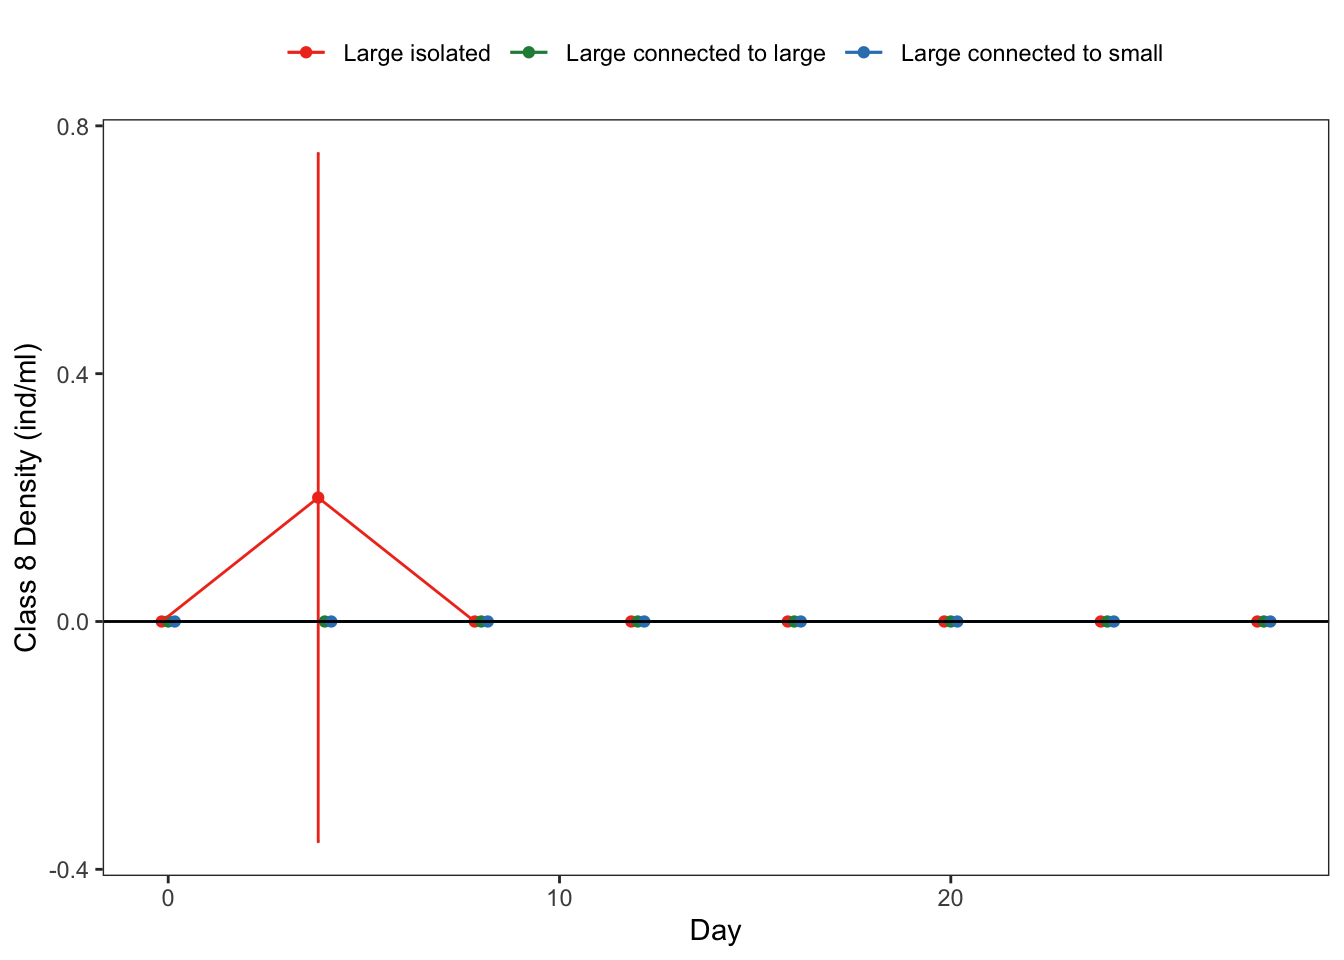 Large isolated Large connected to large Large connected to small
0.8
0.4
0.0
-0.4
Class 8 Density (ind/ml)
0 10 20
Day